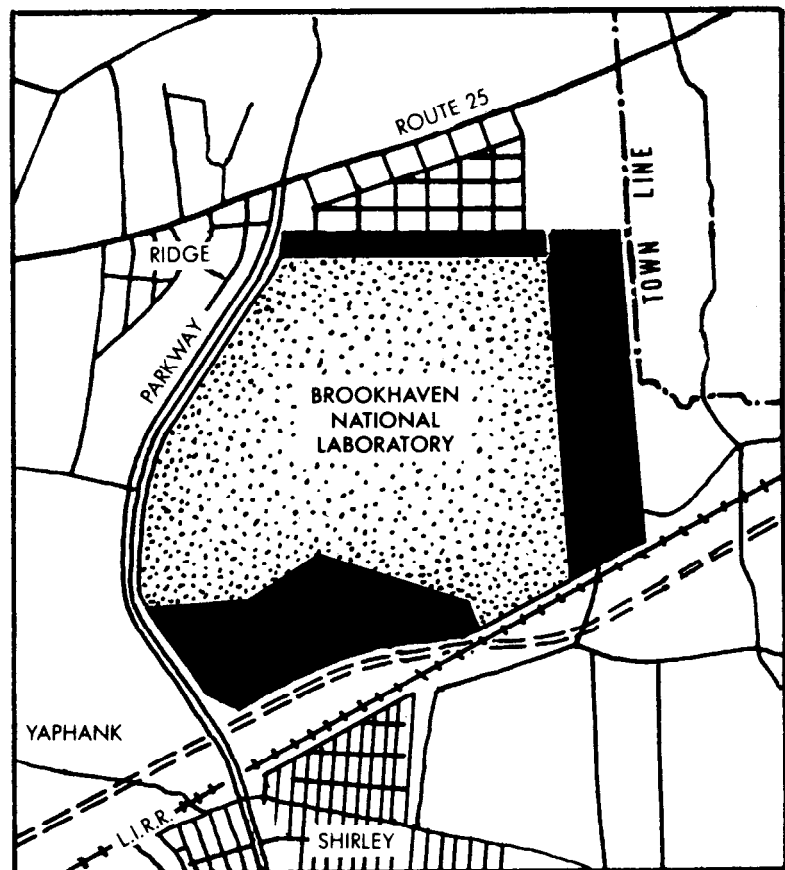 ROUTE 25
TOWN LINE
RIDGE
PARKWAY
BROOKHAVEN
NATIONAL
LABORATORY
YAPHANK
L.I.R.R.
SHIRLEY